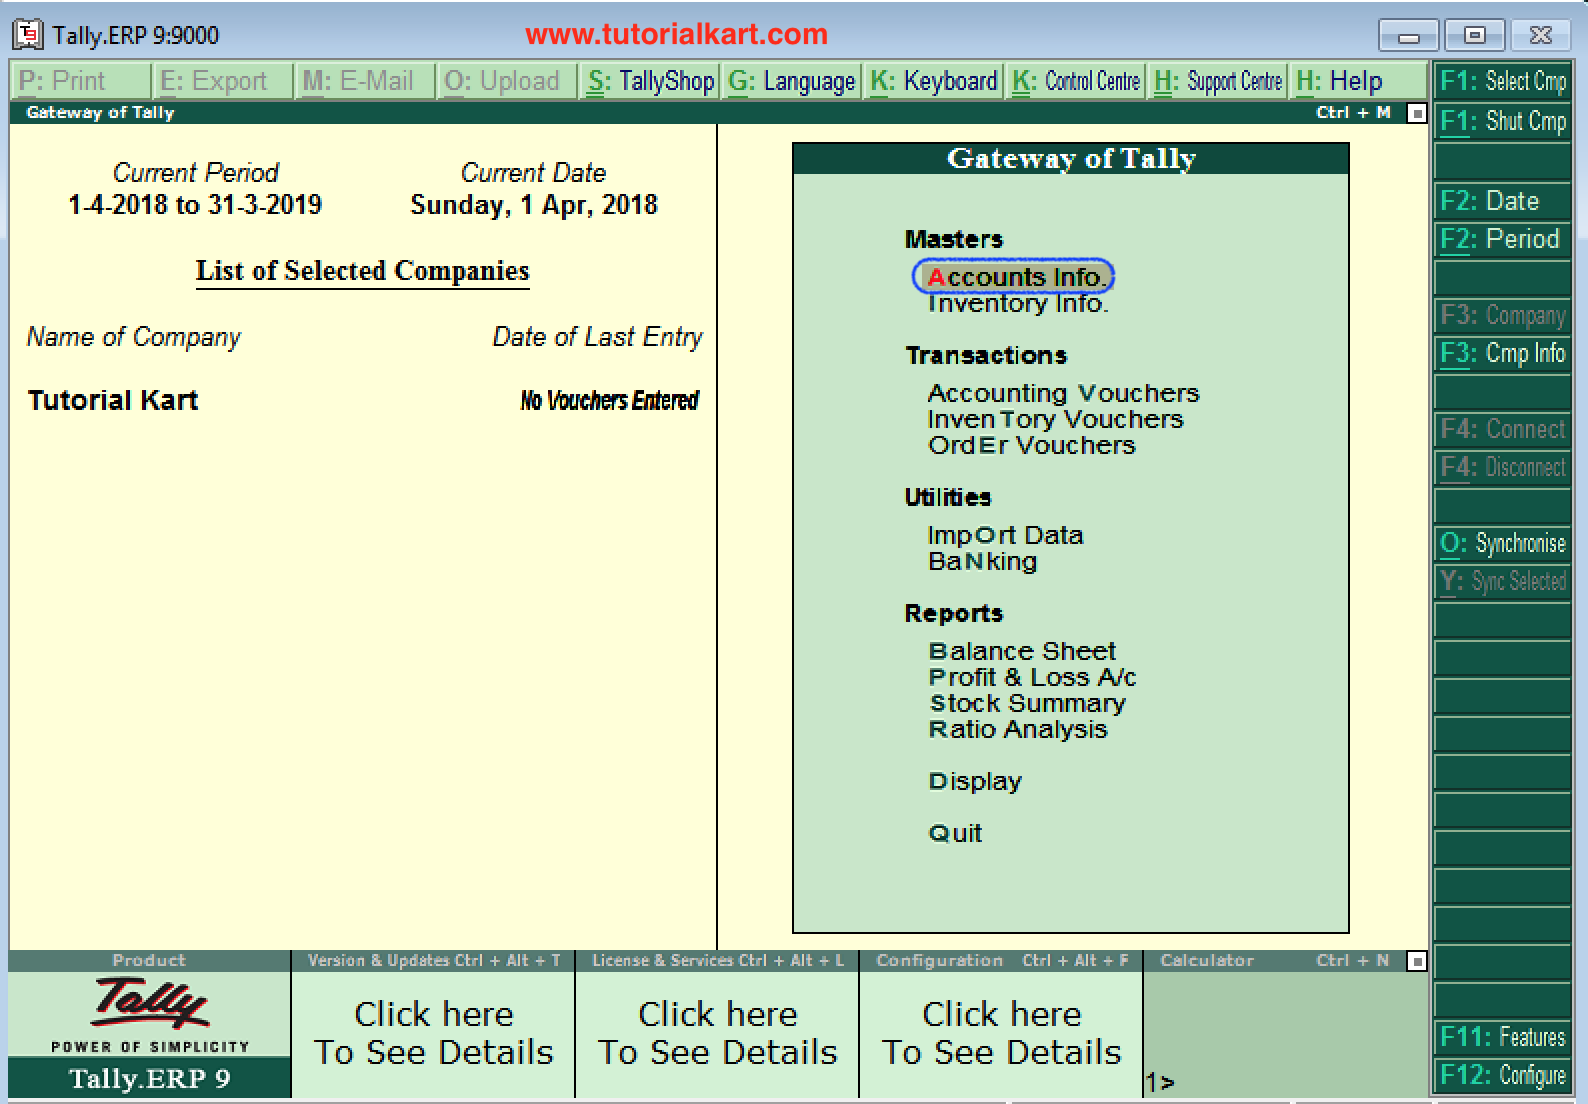 Tally.ERP 9:9000
www.tutorialkart.com
P: Print E: Export M: E-Mail O: Upload S: TallyShop G: Language K: Keyboard K: Control Centre H: Support Centre H: Help
Gateway of Tally Ctrl + M
Current Period Current Date
1-4-2018 to 31-3-2019 Sunday, 1 Apr, 2018
List of Selected Companies
Name of Company Date of Last Entry
Tutorial Kart No Vouchers Entered
Gateway of Tally
Masters
Accounts Info.
Inventory Info.
Transactions
Accounting Vouchers
InvenTory Vouchers
OrdEr Vouchers
Utilities
ImpOrt Data
BaNking
Reports
Balance Sheet
Profit & Loss A/c
Stock Summary
Ratio Analysis
Display
Quit
F1: Select Cmp
F1: Shut Cmp
F2: Date
F2: Period
F3: Company
F3: Cmp Info
F4: Connect
F4: Disconnect
O: Synchronise
Y: Sync Selected
F11: Features
F12: Configure
Product
Tally
POWER OF SIMPLICITY
Tally.ERP 9
Version & Updates Ctrl + Alt + T
Click here
To See Details
License & Services Ctrl + Alt + L
Click here
To See Details
Configuration Ctrl + Alt + F
Click here
To See Details
Calculator Ctrl + N
1>